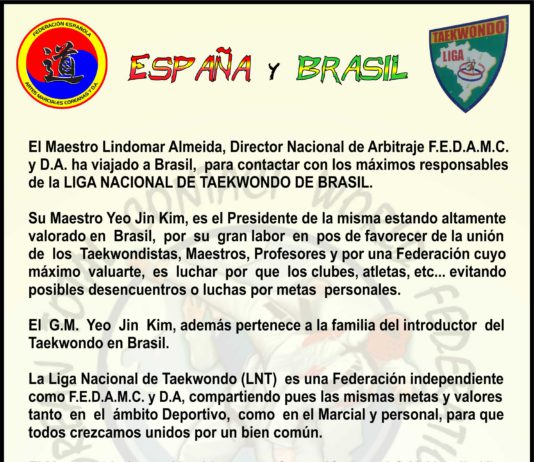 FEDERACIÓN ESPAÑOLA
道
ARTES MARCIALES COREANAS Y D.A.
ESPAÑA Y BRASIL
TAEKWONDO
LIGA
El Maestro Lindomar Almeida, Director Nacional de Arbitraje F.E.D.A.M.C.
y D.A. ha viajado a Brasil, para contactar con los máximos responsables
de la LIGA NACIONAL DE TAEKWONDO DE BRASIL.
Su Maestro Yeo Jin Kim, es el Presidente de la misma estando altamente
valorado en Brasil, por su gran labor en pos de favorecer de la unión
de los Taekwondistas, Maestros, Profesores y por una Federación cuyo
máximo valuarte, es luchar por que los clubes, atletas, etc... evitando
posibles desencuentros o luchas por metas personales.
El G.M. Yeo Jin Kim, además pertenece a la familia del introductor del
Taekwondo en Brasil.
La Liga Nacional de Taekwondo (LNT) es una Federación independiente
como F.E.D.A.M.C. y D.A, compartiendo pues las mismas metas y valores
tanto en el ámbito Deportivo, como en el Marcial y personal, para que
todos crezcamos unidos por un bien común.